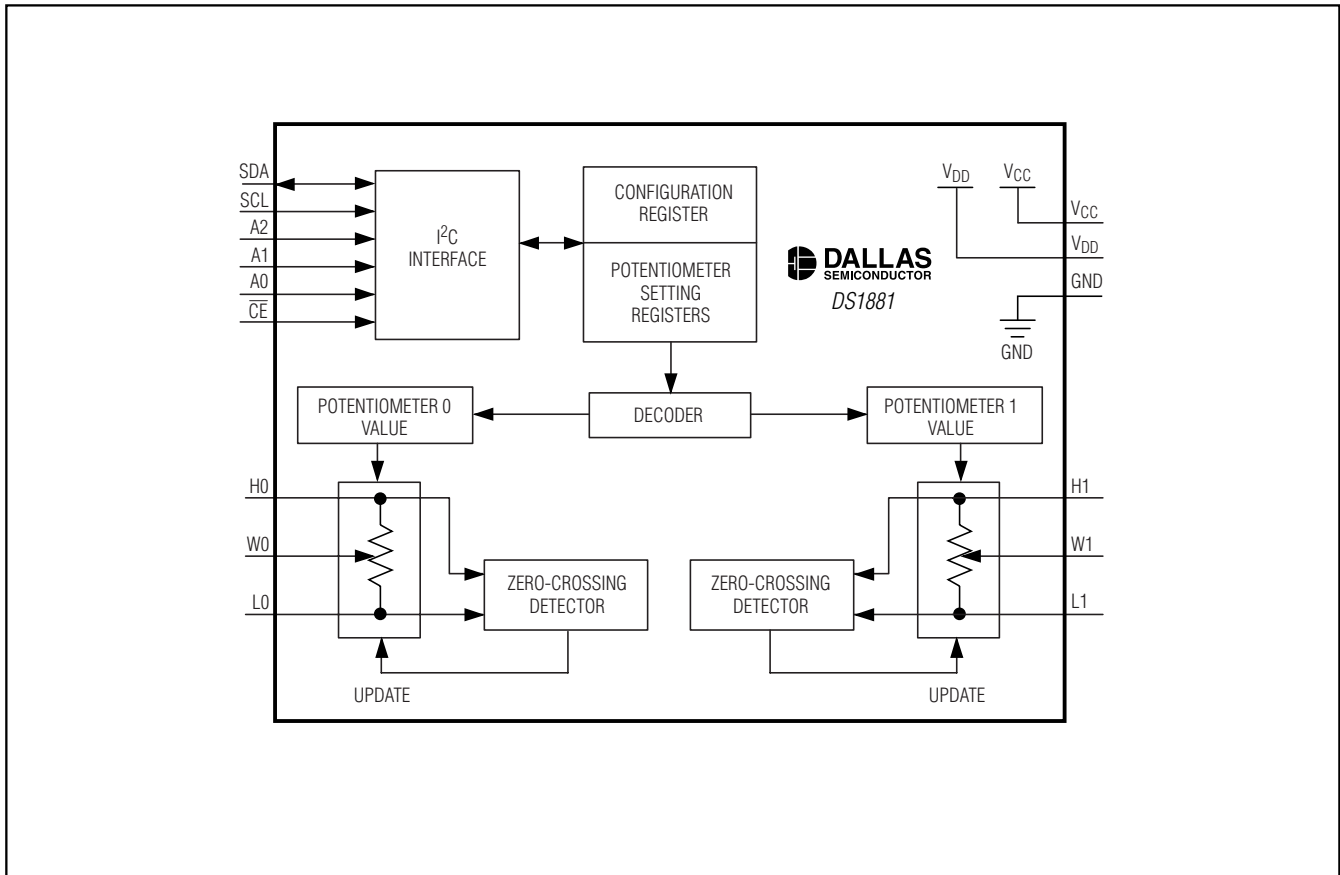 SDA
SCL
A2
A1
A0
CE
I²C
INTERFACE
CONFIGURATION
REGISTER
POTENTIOMETER
SETTING
REGISTERS
DALLAS
SEMICONDUCTOR
DS1881
VDD
VCC
VCC
VDD
GND
GND
POTENTIOMETER 0
VALUE
DECODER
POTENTIOMETER 1
VALUE
H0
W0
L0
ZERO-CROSSING
DETECTOR
UPDATE
ZERO-CROSSING
DETECTOR
UPDATE
H1
W1
L1